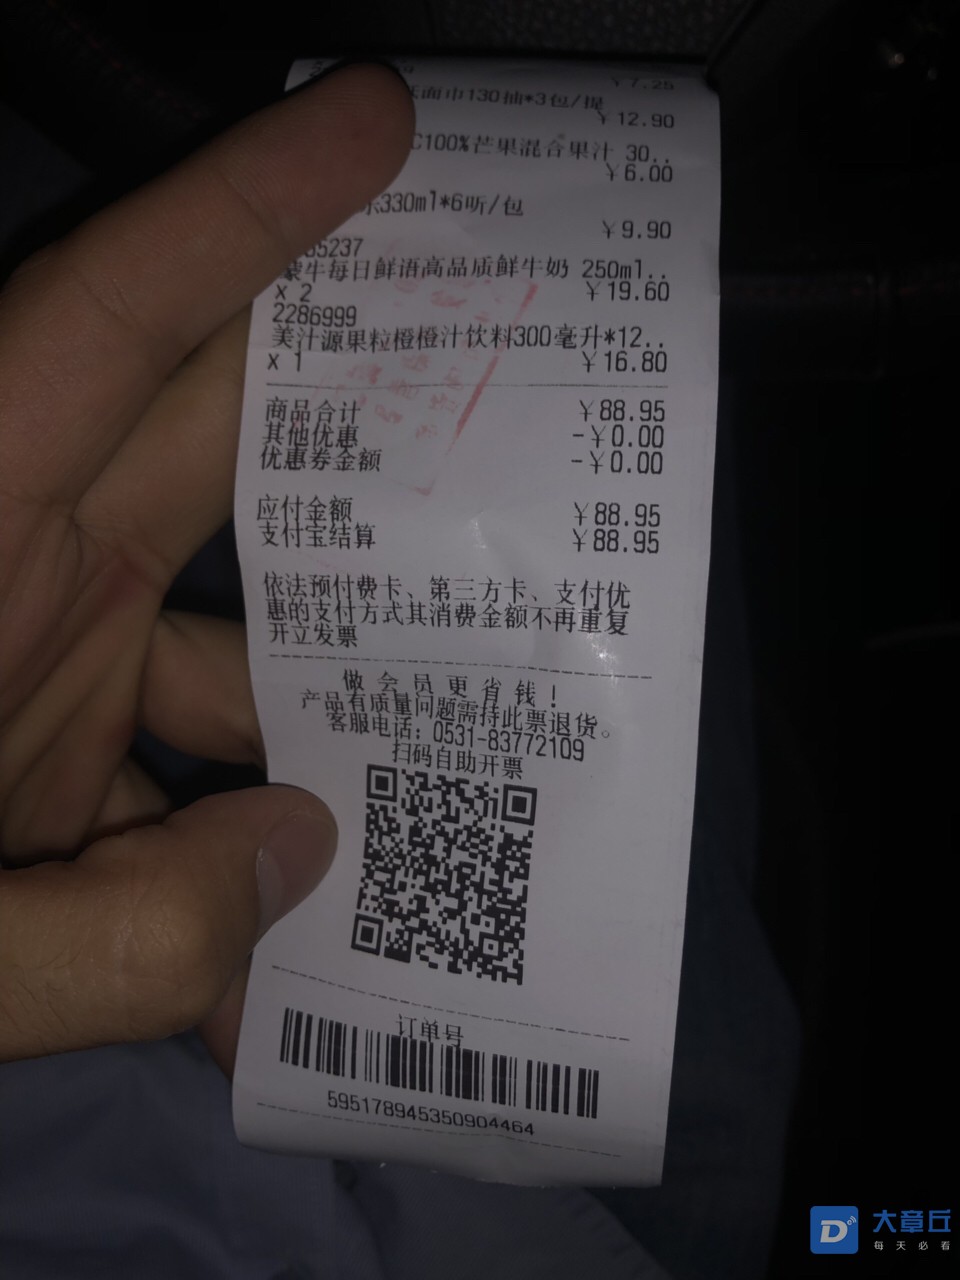 ￥7.25
面巾130抽*3包/提
￥12.90
C100%芒果混合果汁 30..
￥6.00
330ml*6听/包
￥9.90
35237
蒙牛每日鲜语高品质鲜牛奶 250ml..
x 2 ￥19.60
2286999
美汁源果粒橙橙汁饮料300毫升*12..
x 1 ￥16.80
商品合计 ￥88.95
其他优惠 -￥0.00
优惠券金额 -￥0.00
应付金额 ￥88.95
支付宝结算 ￥88.95
依法预付费卡、第三方卡、支付优
惠的支付方式其消费金额不再重复
开立发票
做会员更省钱！
产品有质量问题需持此票退货。
客服电话：0531-83772109
扫码自助开票
订单号
595178945350904464
大章丘
每天必看